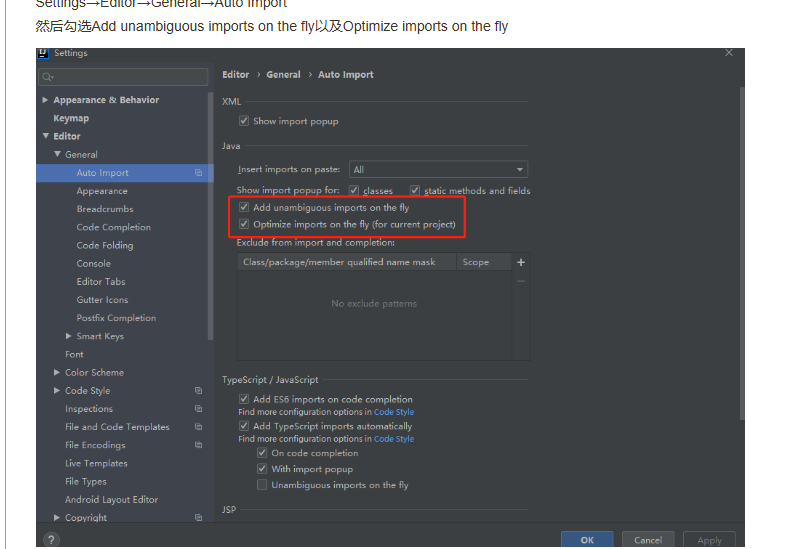 Settings→Editor→General→Auto Import
然后勾选Add unambiguous imports on the fly以及Optimize imports on the fly
Settings
Editor › General › Auto Import
Appearance & Behavior
Keymap
Editor
General
Auto Import
Appearance
Breadcrumbs
Code Completion
Code Folding
Console
Editor Tabs
Gutter Icons
Postfix Completion
Smart Keys
Font
Color Scheme
Code Style
Inspections
File and Code Templates
File Encodings
Live Templates
File Types
Android Layout Editor
Copyright
XML
Show import popup
Java
Insert imports on paste: All
Show import popup for: classes static methods and fields
Add unambiguous imports on the fly
Optimize imports on the fly (for current project)
Exclude from import and completion:
Class/package/member qualified name mask Scope
No exclude patterns
TypeScript / JavaScript
Add ES6 imports on code completion
Find more configuration options in Code Style
Add TypeScript imports automatically
Find more configuration options in Code Style
On code completion
With import popup
Unambiguous imports on the fly
JSP
? OK Cancel Apply